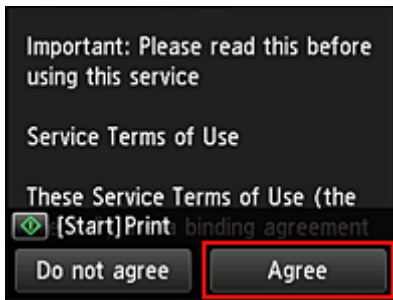 Important: Please read this before
using this service
Service Terms of Use
These Service Terms of Use (the
[Start]Print binding agreement
Do not agree
Agree